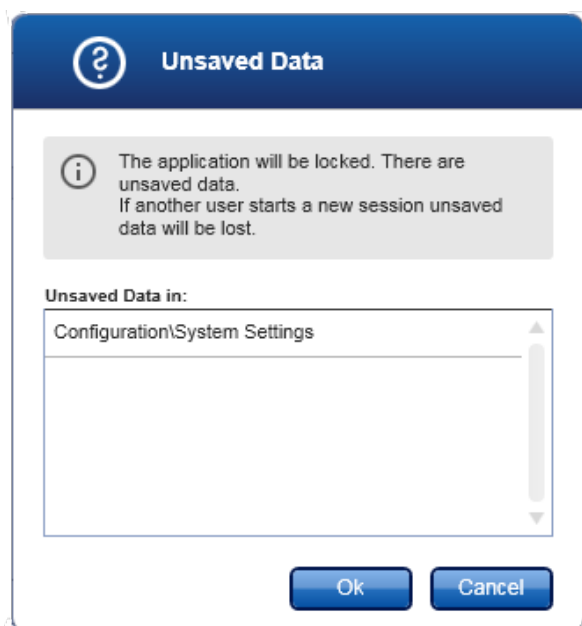 Unsaved Data
The application will be locked. There are
unsaved data.
If another user starts a new session unsaved
data will be lost.
Unsaved Data in:
Configuration\System Settings
Ok
Cancel